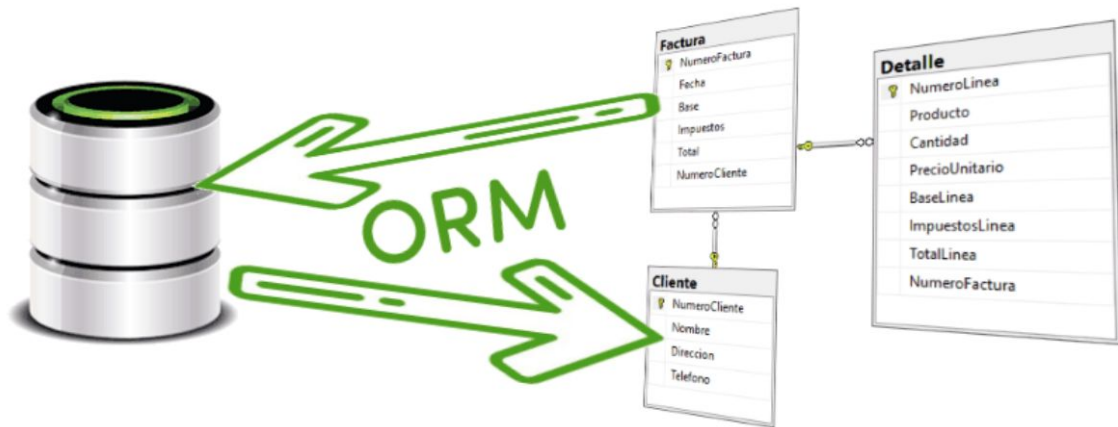 ORM
Factura
NumeroFactura
Fecha
Base
Impuestos
Total
NumeroCliente
Cliente
NumeroCliente
Nombre
Direccion
Telefono
Detalle
NumeroLinea
Producto
Cantidad
PrecioUnitario
BaseLinea
ImpuestosLinea
TotalLinea
NumeroFactura